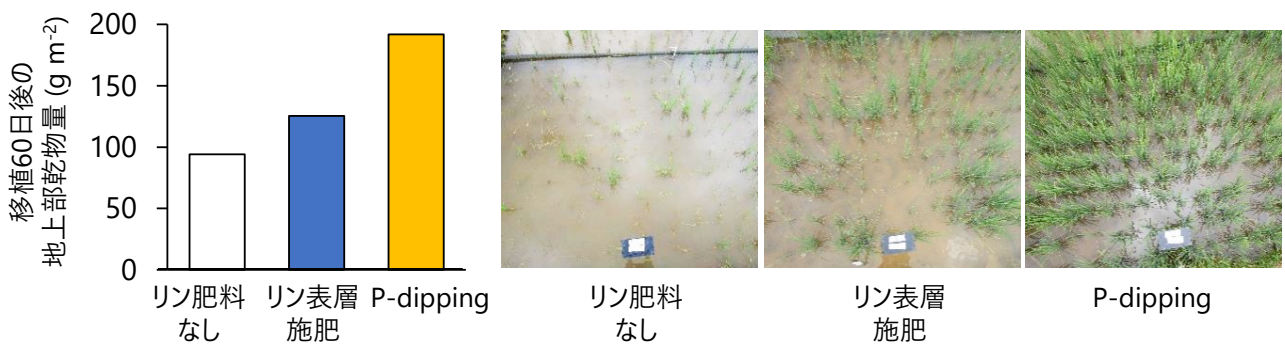 移植60日後の
地上部乾物量 (g m-2)
200
150
100
50
0
リン肥料
なし
リン表層
施肥
P-dipping
リン肥料
なし
リン表層
施肥
P-dipping